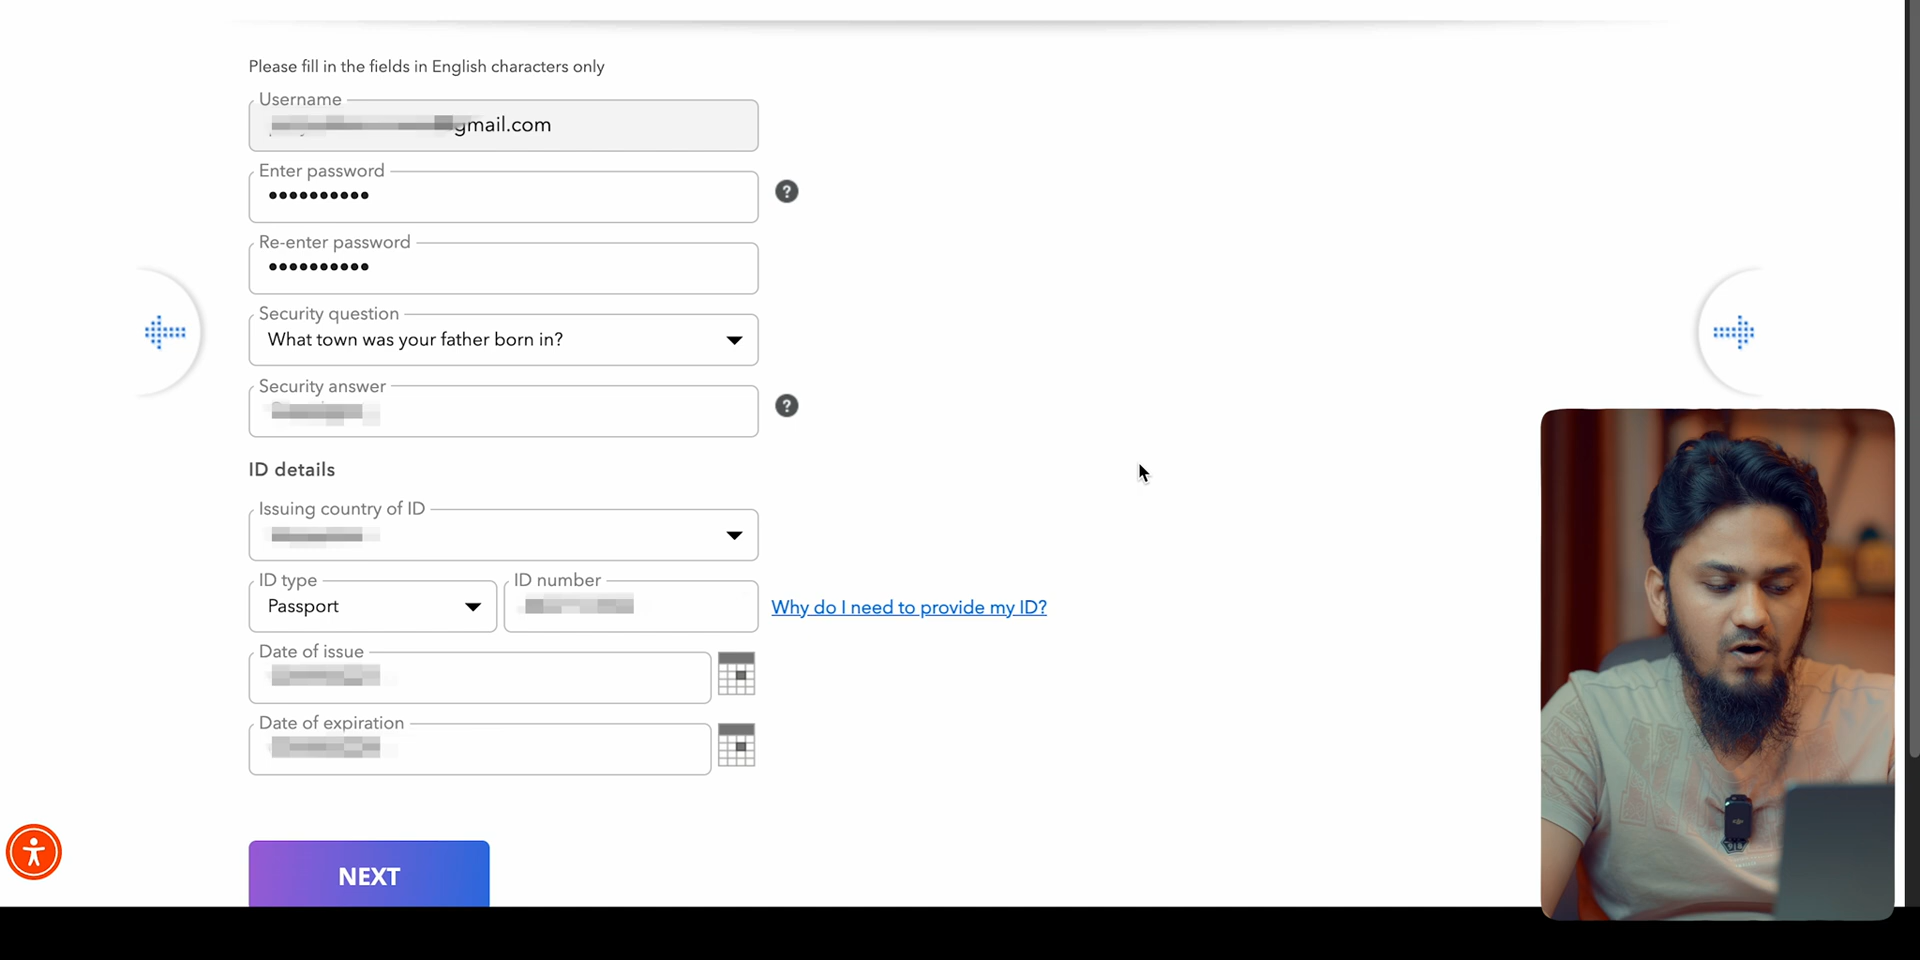 Please fill in the fields in English characters only
Username
gmail.com
Enter password
••••••••••
?
Re-enter password
••••••••••
Security question
What town was your father born in?
Security answer
?
ID details
Issuing country of ID
ID type
Passport
ID number
Why do I need to provide my ID?
Date of issue
Date of expiration
NEXT